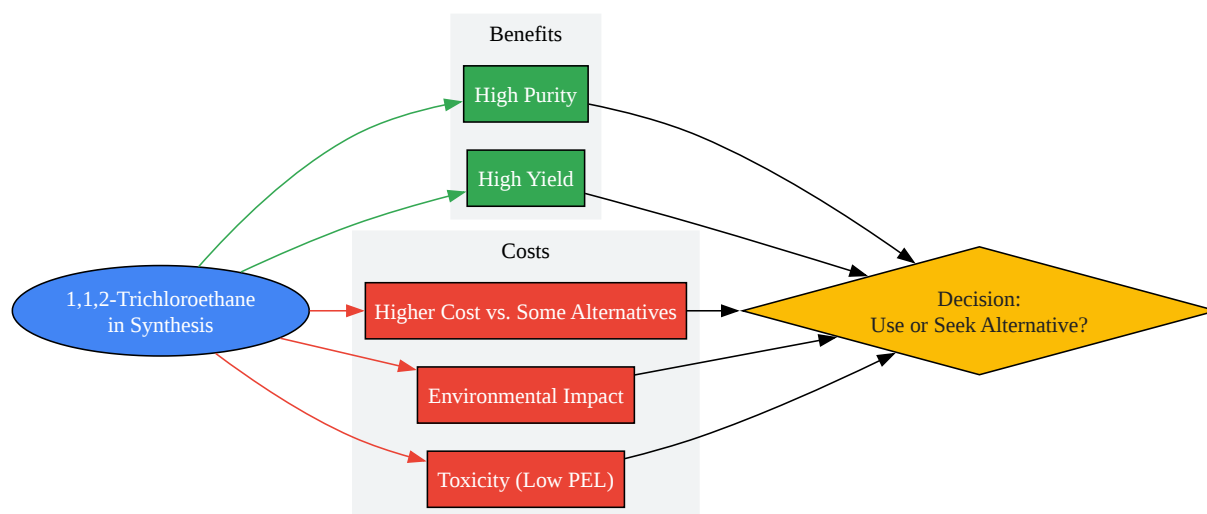 Benefits
High Purity
High Yield
Costs
1,1,2-Trichloroethane
in Synthesis
Higher Cost vs. Some Alternatives
Environmental Impact
Toxicity (Low PEL)
Decision:
Use or Seek Alternative?